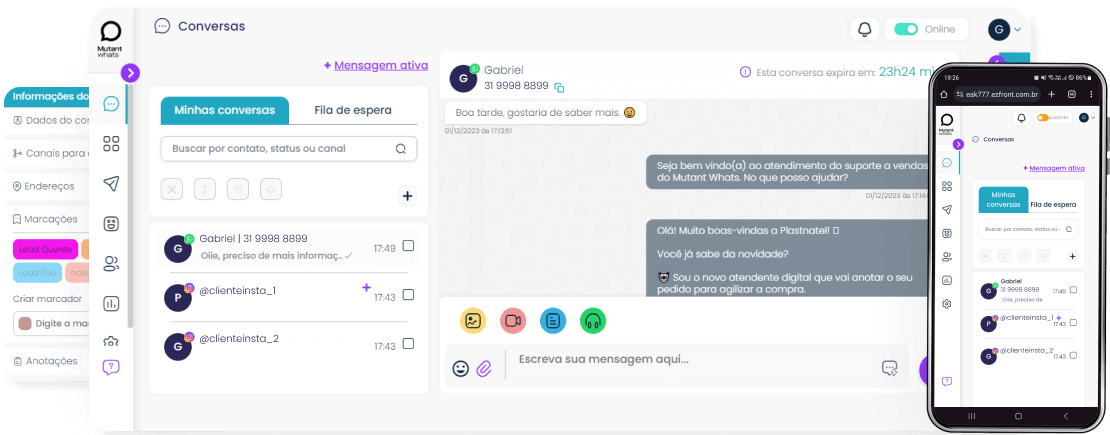 Mutant
whats
Conversas
Online
G
Mensagem ativa
Minhas conversas
Fila de espera
Buscar por contato, status ou canal
G
Gabriel | 31 9998 8899
Oiie, preciso de mais informaç..
17:49
P
@clienteinsta_1
17:43
G
@clienteinsta_2
17:43
G
Gabriel
31 9998 8899
Esta conversa expira em: 23h24
Boa tarde, gostaria de saber mais.
01/12/2023 às 17:13:51
Seja bem vindo(a) ao atendimento do suporte a vendas
do Mutant Whats. No que posso ajudar?
01/12/2023 às 17:14
Olá! Muito boas-vindas a Plastnatel!
Você já sabe da novidade?
Sou o novo atendente digital que vai anotar o seu
pedido para agilizar a compra.
Escreva sua mensagem aqui...
Informações do
Dados do
Canais para
Endereços
Marcações
Lead Quente
Lead Frio
novo
Criar marcador
Digite a
Anotações
18:26
86%
eak777.ezfront.com.br
Mutant
whats
G
Conversas
Mensagem ativa
Minhas
conversas
Fila de espera
Buscar por contato, status ou
G
Gabriel
31 9998 8899
Oiie, preciso de
17:49
P
@clienteinsta_1
17:43
G
@clienteinsta_2
17:43